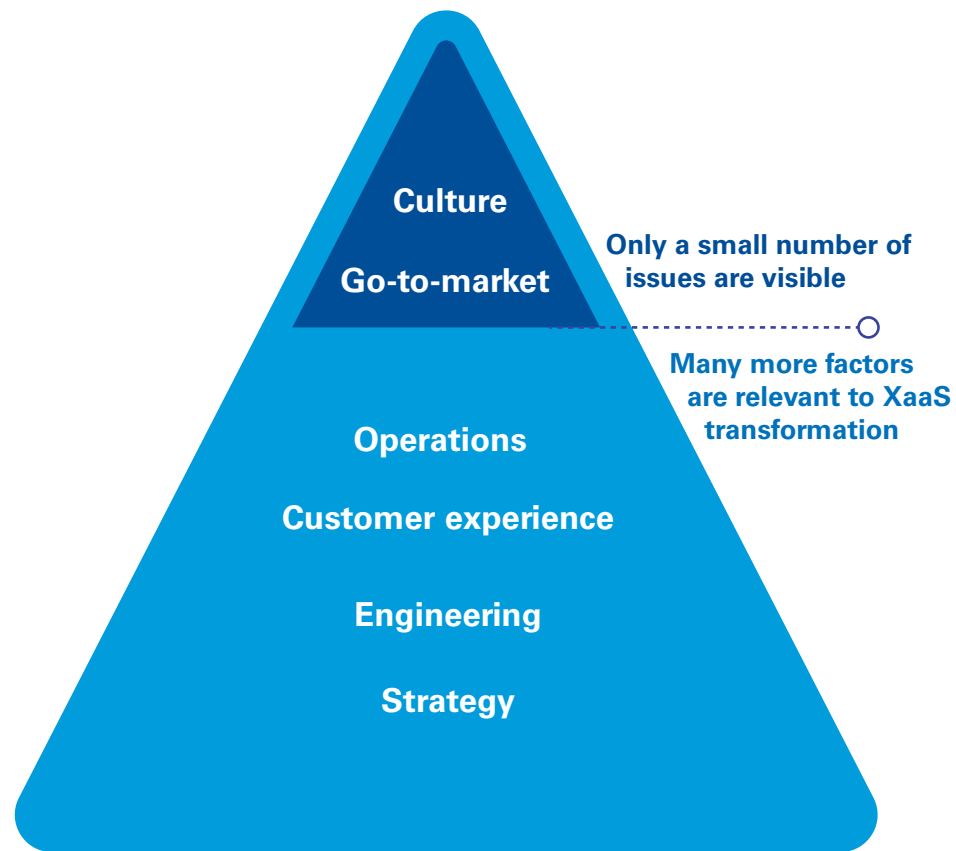 Culture
Go-to-market
Only a small number of
issues are visible
Many more factors
are relevant to XaaS
transformation
Operations
Customer experience
Engineering
Strategy